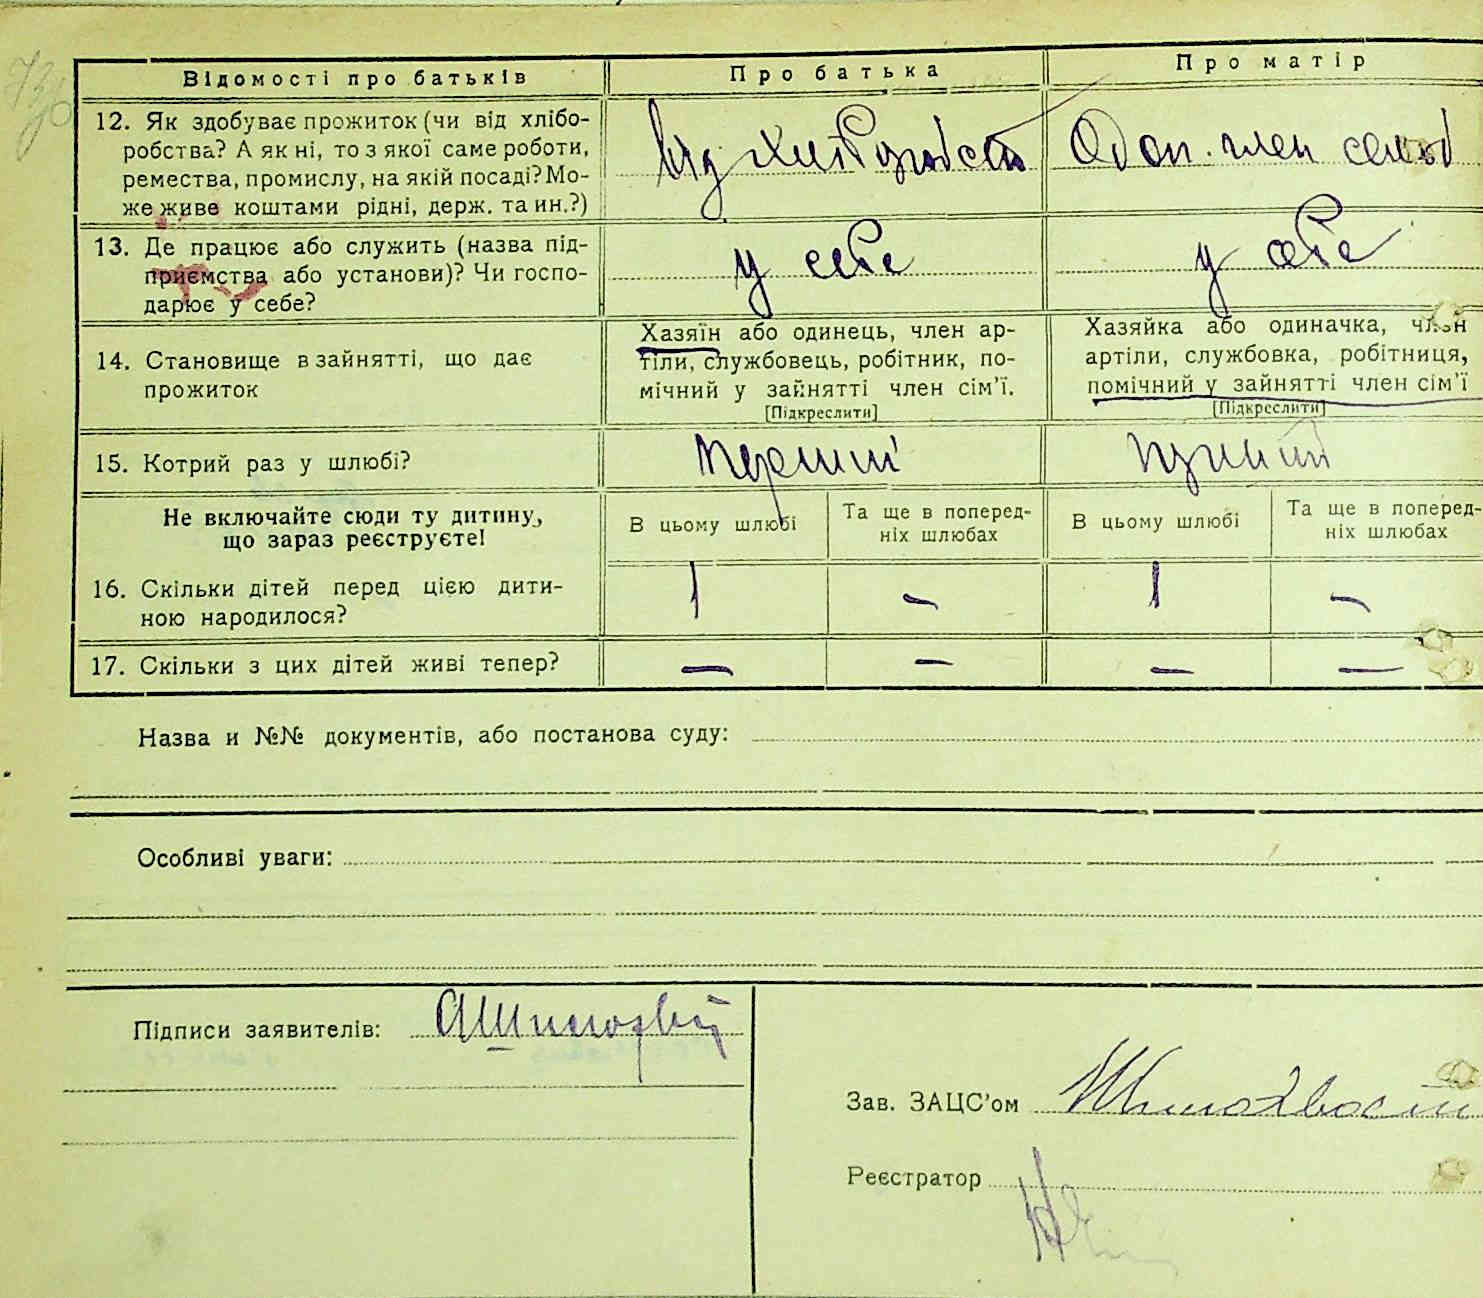 Відомості про батьків
Про батька
Про матір
12. Як здобуває прожиток (чи від хлібо-
робства? А як ні, то з якої саме роботи,
ремества, промислу, на якій посаді? Мо-
же живе коштами рідні, держ. та ин.?)
від хліборобства
член
13. Де працює або служить (назва під-
приємства або установи)? Чи госпо-
дарює у себе?
у себе
у себе
14. Становище в зайнятті, що дає
прожиток
Хазяїн або одинець, член ар-
тіли, службовець, робітник, по-
мічний у зайнятті член сім’ї.
[Підкреслити]
Хазяйка або одиначка, член
артіли, службовка, робітниця,
помічний у зайнятті член сім’ї
[Підкреслити]
15. Котрий раз у шлюбі?
Не включайте сюди ту дитину,
що зараз реєструєте!
В цьому шлюбі
Та ще в поперед-
ніх шлюбах
В цьому шлюбі
Та ще в поперед-
ніх шлюбах
16. Скільки дітей перед цією дити-
ною народилося?
1
–
1
–
17. Скільки з цих дітей живі тепер?
–
–
–
–
Назва и №№ документів, або постанова суду:
Особливі уваги:
Підписи заявителів:
Зав. ЗАЦС’ом
Реєстратор